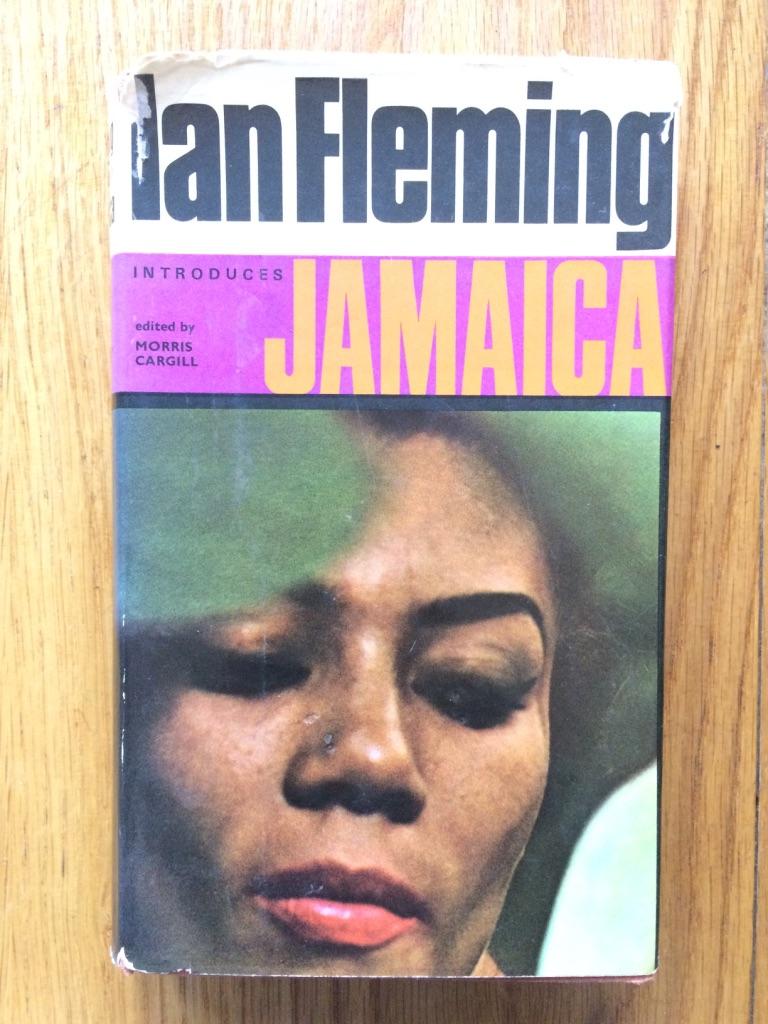 Ian Fleming
INTRODUCES
JAMAICA
edited by
MORRIS
CARGILL